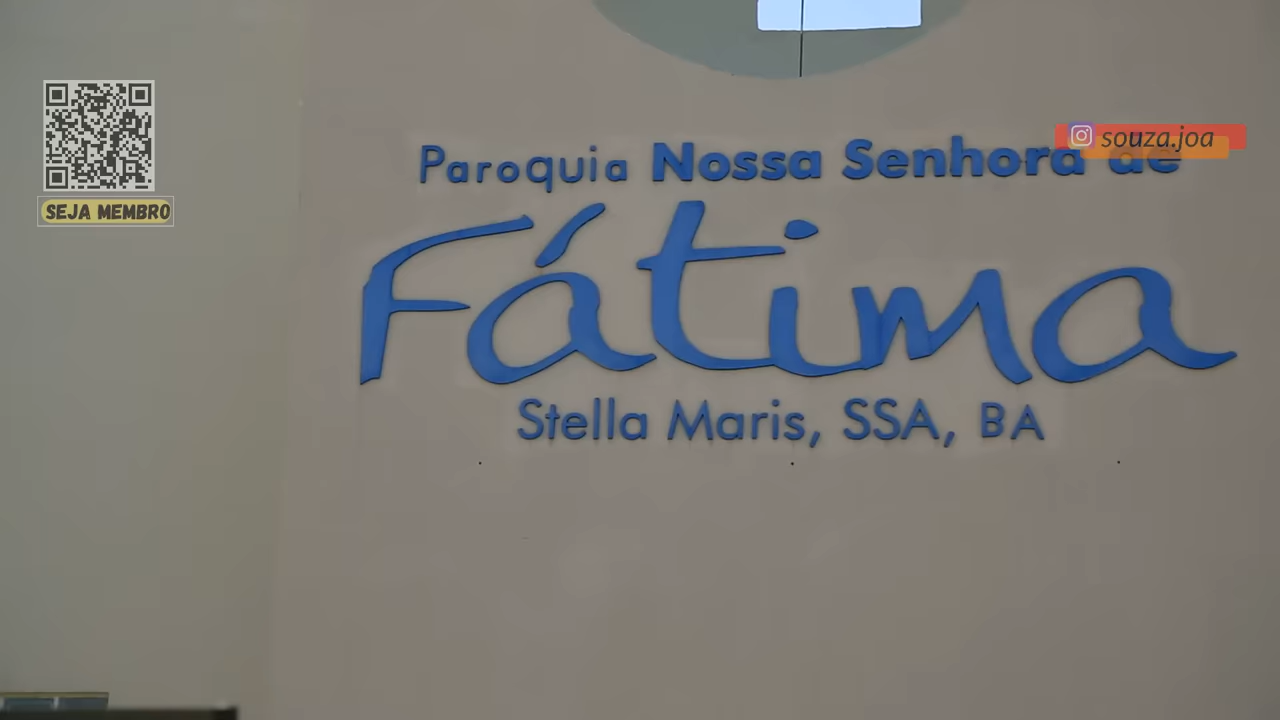 souza.joa
Paroquia Nossa Senhora de
Fátima
Stella Maris, SSA, BA
SEJA MEMBRO